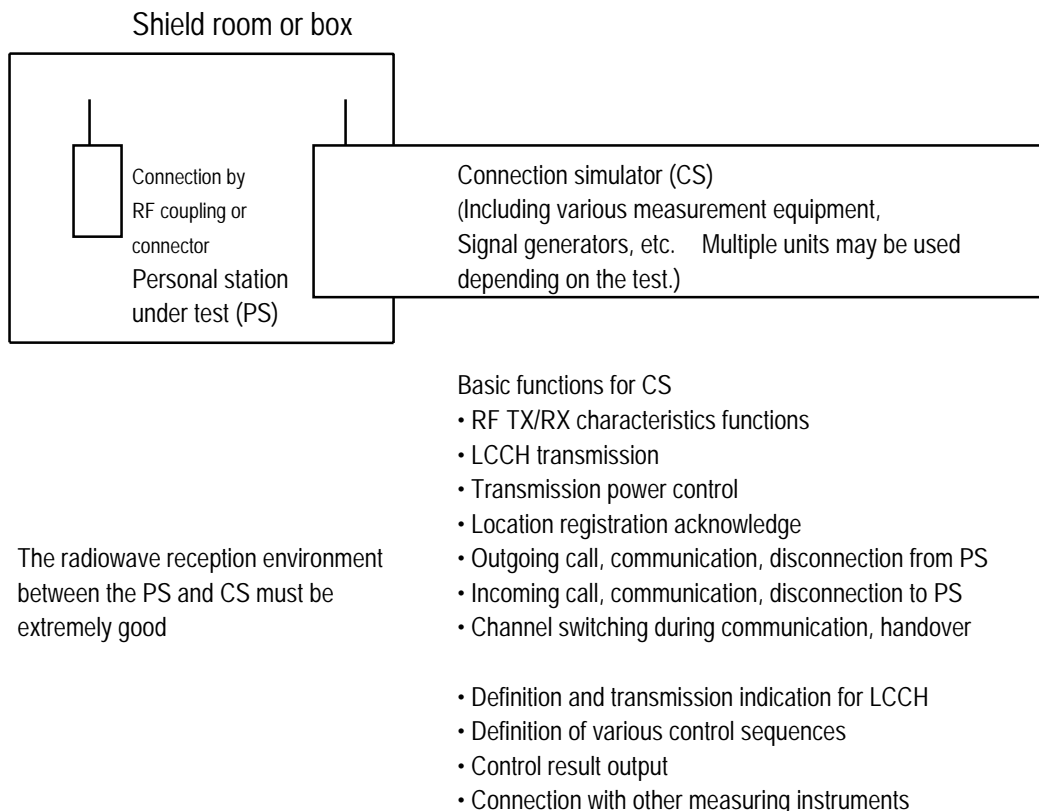 Shield room or box
Connection by
RF coupling or
connector
Personal station
under test (PS)
Connection simulator (CS)
(Including various measurement equipment,
Signal generators, etc. Multiple units may be used
depending on the test.)
The radiowave reception environment
between the PS and CS must be
extremely good
Basic functions for CS
• RF TX/RX characteristics functions
• LCCH transmission
• Transmission power control
• Location registration acknowledge
• Outgoing call, communication, disconnection from PS
• Incoming call, communication, disconnection to PS
• Channel switching during communication, handover
• Definition and transmission indication for LCCH
• Definition of various control sequences
• Control result output
• Connection with other measuring instruments